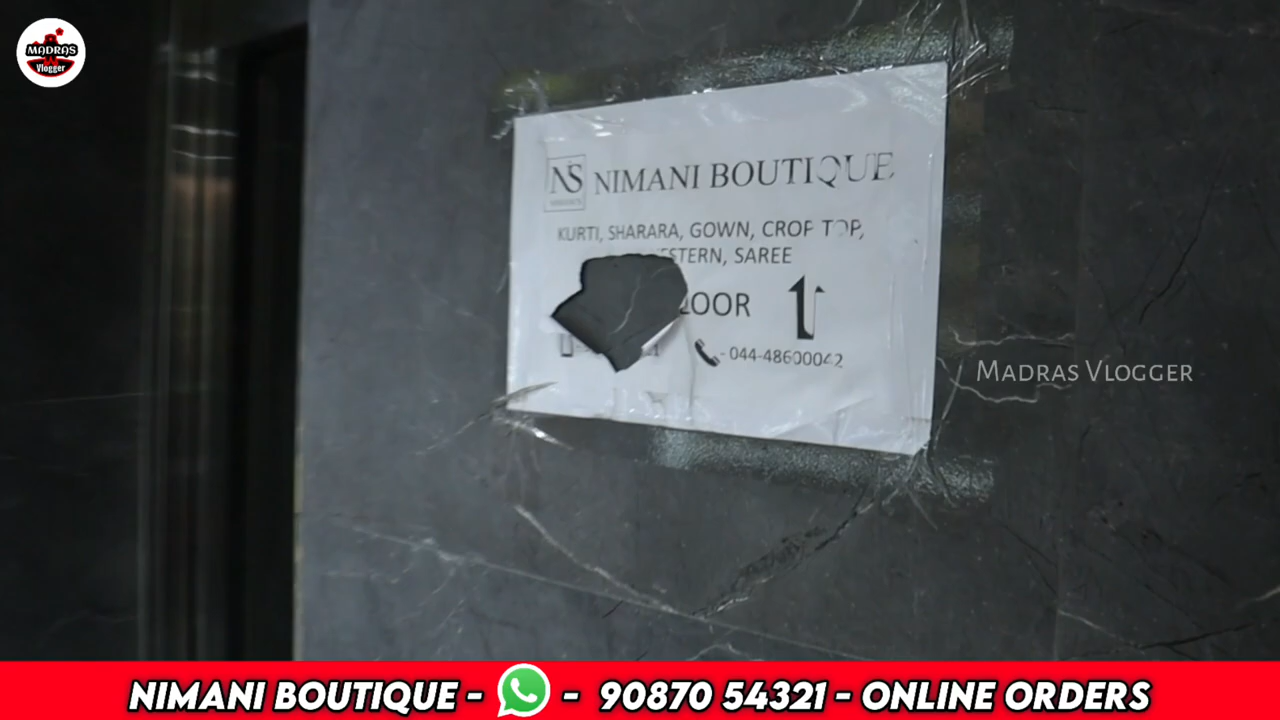 MADRAS
Vlogger
NS NIMANI BOUTIQUE
KURTI, SHARARA, GOWN, CROP TOP,
SAREE
044-48600042
Madras Vlogger
NIMANI BOUTIQUE - - 90870 54321 - ONLINE ORDERS